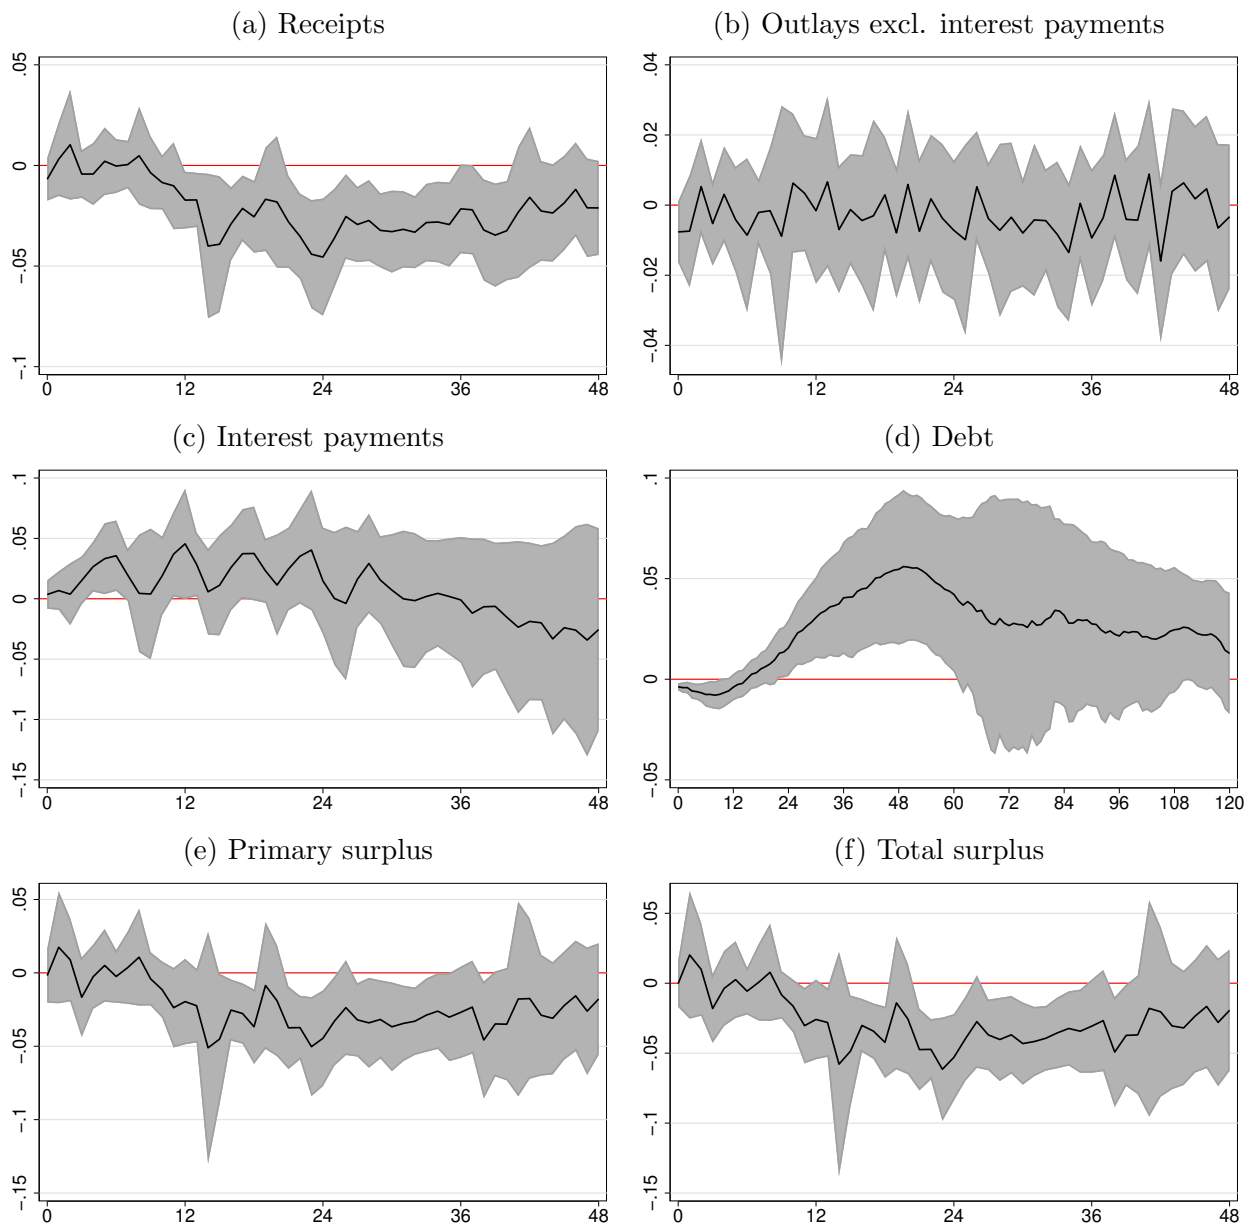 (a) Receipts
(b) Outlays excl. interest payments
.05
0
-.05
-.1
0 12 24 36 48
.04
.02
0
-.02
-.04
0 12 24 36 48
(c) Interest payments
(d) Debt
.1
.05
0
-.05
-.1
-.15
0 12 24 36 48
.1
.05
0
-.05
0 12 24 36 48 60 72 84 96 108 120
(e) Primary surplus
(f) Total surplus
.05
0
-.05
-.1
-.15
0 12 24 36 48
.05
0
-.05
-.1
-.15
0 12 24 36 48